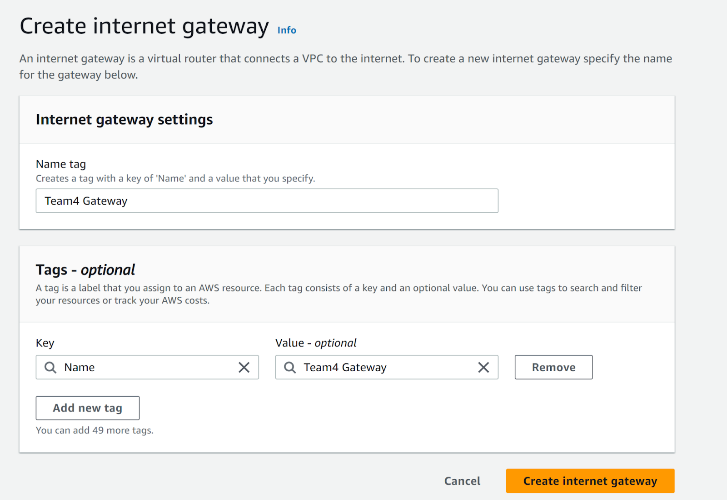 Create internet gateway Info
An internet gateway is a virtual router that connects a VPC to the internet. To create a new internet gateway specify the name
for the gateway below.
Internet gateway settings
Name tag
Creates a tag with a key of 'Name' and a value that you specify.
Team4 Gateway
Tags - optional
A tag is a label that you assign to an AWS resource. Each tag consists of a key and an optional value. You can use tags to search and filter
your resources or track your AWS costs.
Key Value - optional
Name Team4 Gateway Remove
Add new tag
You can add 49 more tags.
Cancel Create internet gateway